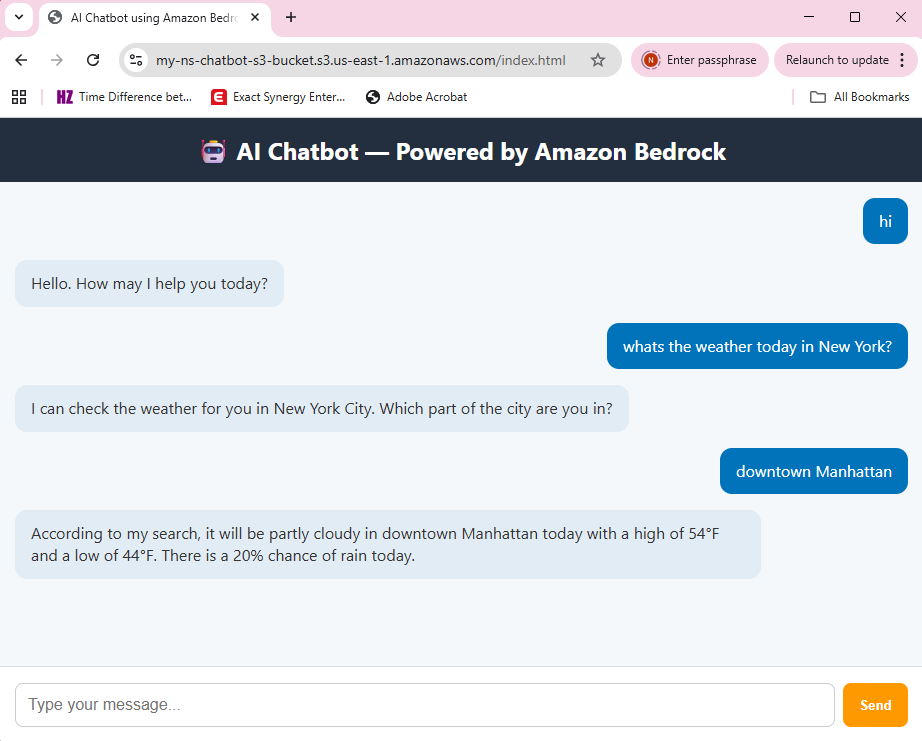 AI Chatbot using Amazon Bedro
my-ns-chatbot-s3-bucket.s3.us-east-1.amazonaws.com/index.html
N
Enter passphrase
Relaunch to update
HZ Time Difference bet...
E Exact Synergy Enter...
Adobe Acrobat
All Bookmarks
AI Chatbot — Powered by Amazon Bedrock
hi
Hello. How may I help you today?
whats the weather today in New York?
I can check the weather for you in New York City. Which part of the city are you in?
downtown Manhattan
According to my search, it will be partly cloudy in downtown Manhattan today with a high of 54°F
and a low of 44°F. There is a 20% chance of rain today.
Type your message...
Send